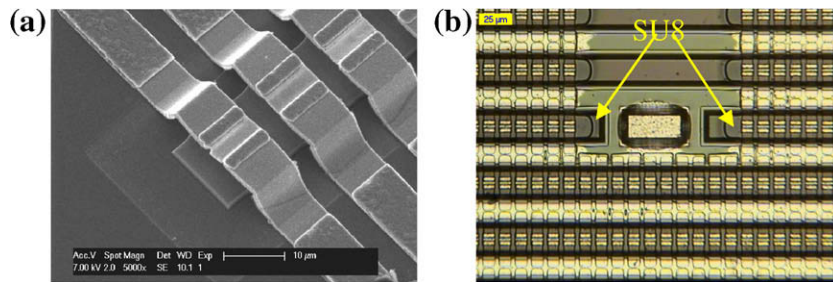 (a)
Acc.V Spot Magn Det WD Exp
7.00 kV 2.0 5000x SE 10.1 1
10 µm
(b)
25 µm
SU8